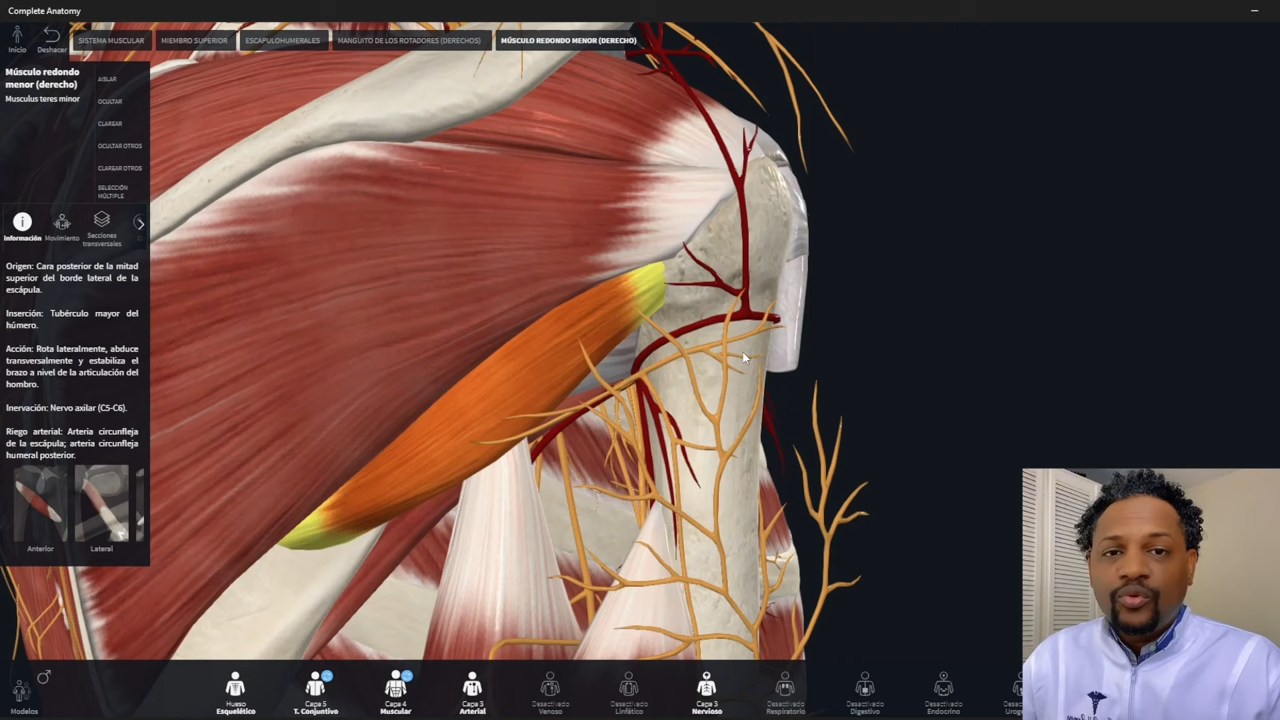 Complete Anatomy
Inicio
Deshacer
SISTEMA MUSCULAR
MIEMBRO SUPERIOR
ESCAPULOHUMERALES
MANGUITO DE LOS ROTADORES (DERECHOS)
MÚSCULO REDONDO MENOR (DERECHO)
Músculo redondo
menor (derecho)
Musculus teres minor
AISLAR
OCULTAR
CLAREAR
OCULTAR OTROS
CLAREAR OTROS
SELECCIÓN
MÚLTIPLE
Información
Movimiento
Secciones
transversales
Origen: Cara posterior de la mitad
superior del borde lateral de la
escápula.
Inserción: Tubérculo mayor del
húmero.
Acción: Rota lateralmente, abduce
transversalmente y estabiliza el
brazo a nivel de la articulación del
hombro.
Inervación: Nervo axilar (C5-C6).
Riego arterial: Arteria circunfleja
de la escápula; arteria circunfleja
humeral posterior.
Anterior
Lateral
Modelos
Hueso
Esquelético
Capa 5
T. Conjuntivo
Capa 4
Muscular
Capa 3
Arterial
Desactivado
Venoso
Desactivado
Linfático
Capa 3
Nervioso
Desactivado
Respiratorio
Desactivado
Digestivo
Desactivado
Endocrino